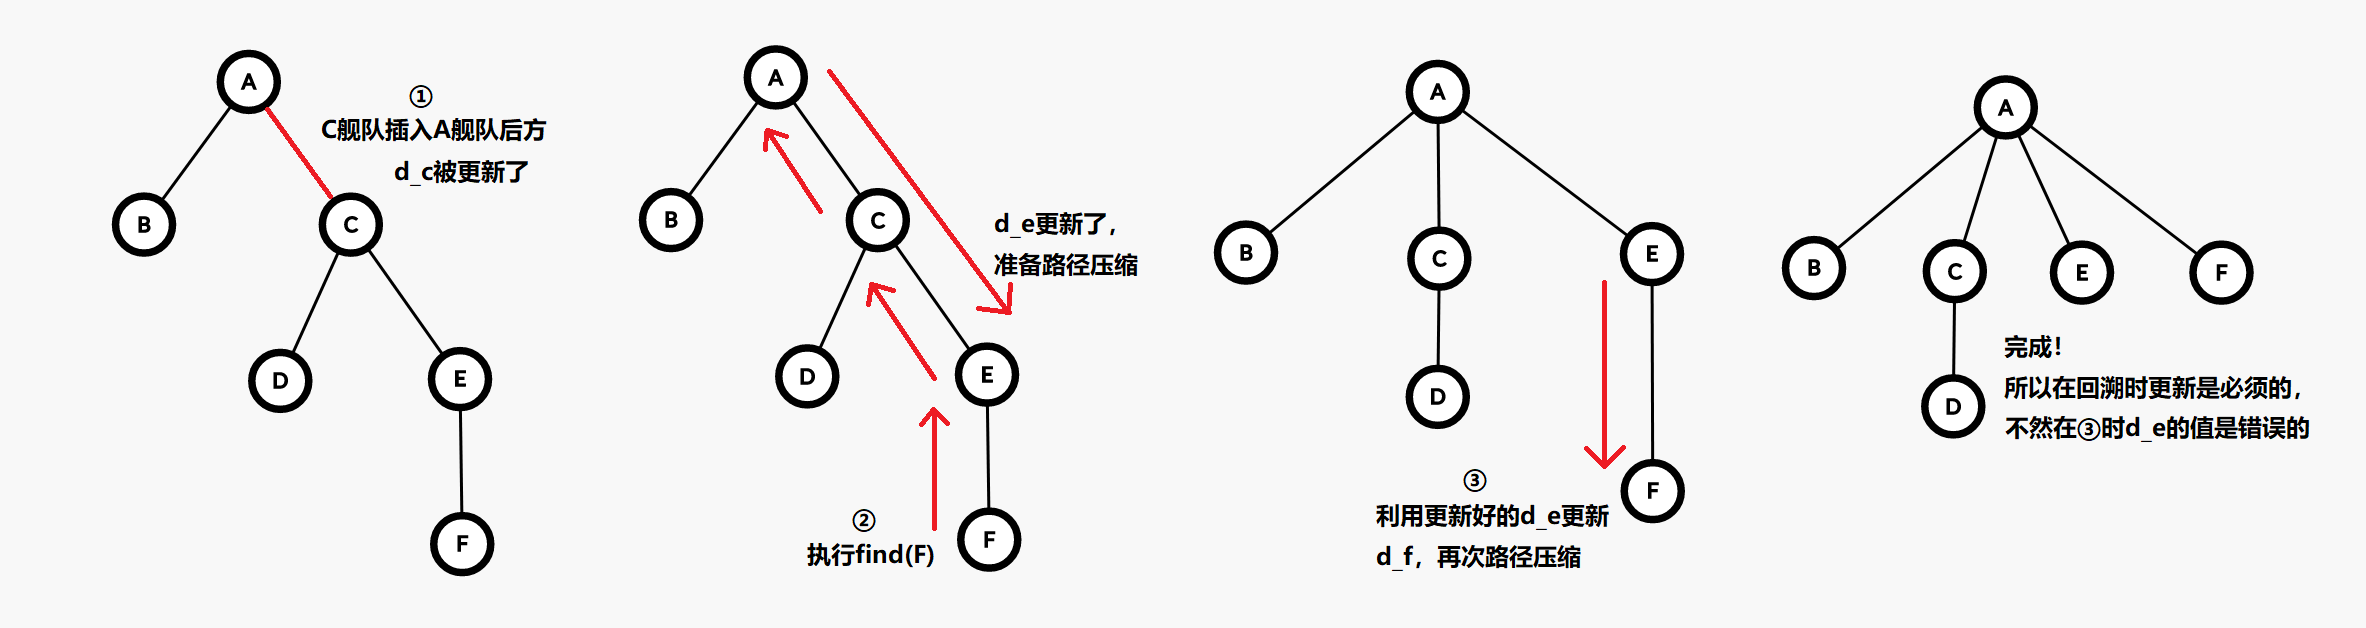 A
①
C舰队插入A舰队后方
d_c被更新了
B
C
D
E
F
A
B
C
d_e更新了，
准备路径压缩
D
E
②
执行find(F)
F
A
B
C
E
D
③
F
利用更新好的d_e更新
d_f，再次路径压缩
A
B
C
E
F
完成！
所以在回溯时更新是必须的，
D
不然在③时d_e的值是错误的